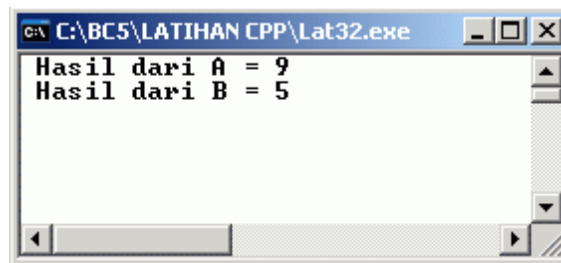 C:\BC5\LATIHAN CPP\Lat32.exe
Hasil dari A = 9
Hasil dari B = 5